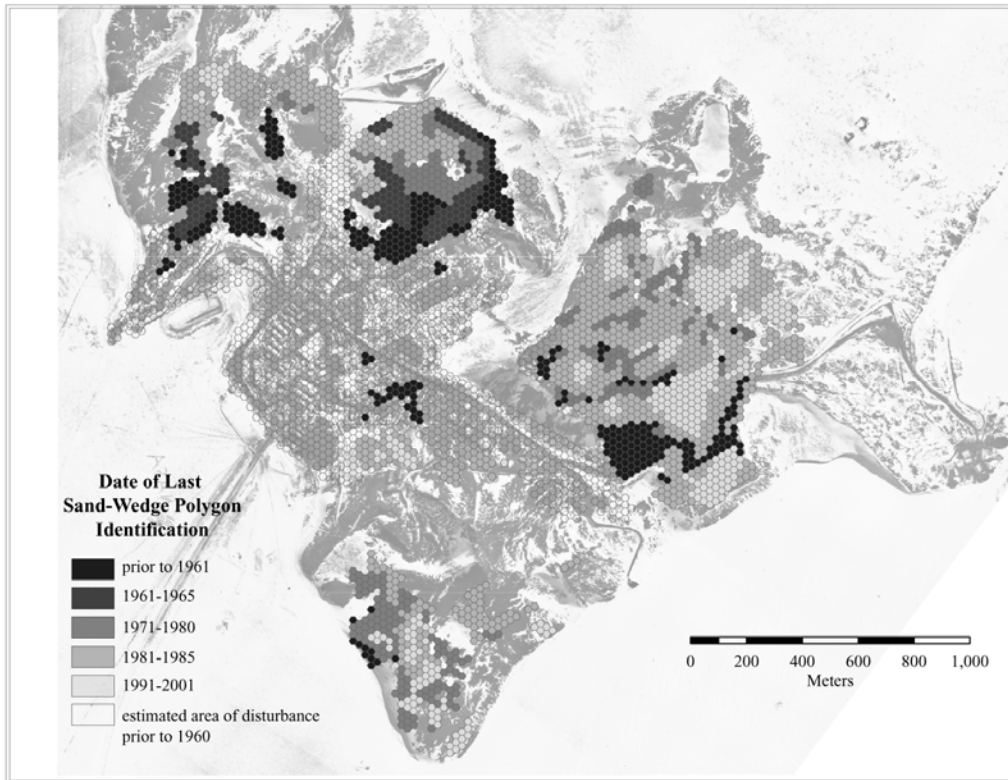 Date of Last
Sand-Wedge Polygon
Identification
prior to 1961
1961-1965
1971-1980
1981-1985
1991-2001
estimated area of disturbance
prior to 1960
0 200 400 600 800 1,000
Meters